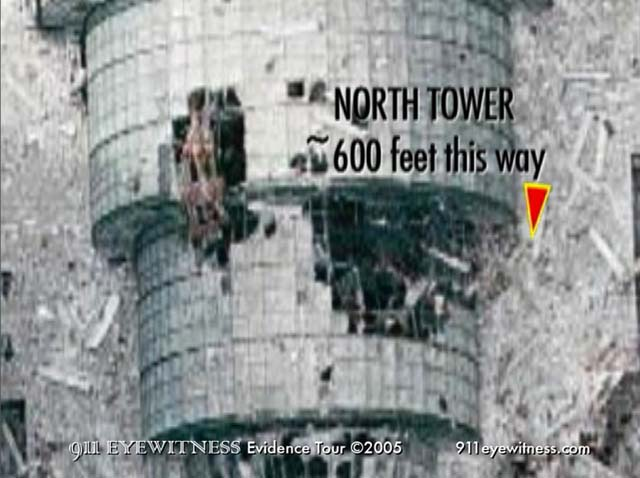 NORTH TOWER
~600 feet this way
911 EYEWITNESS Evidence Tour ©2005 911eyewitness.com